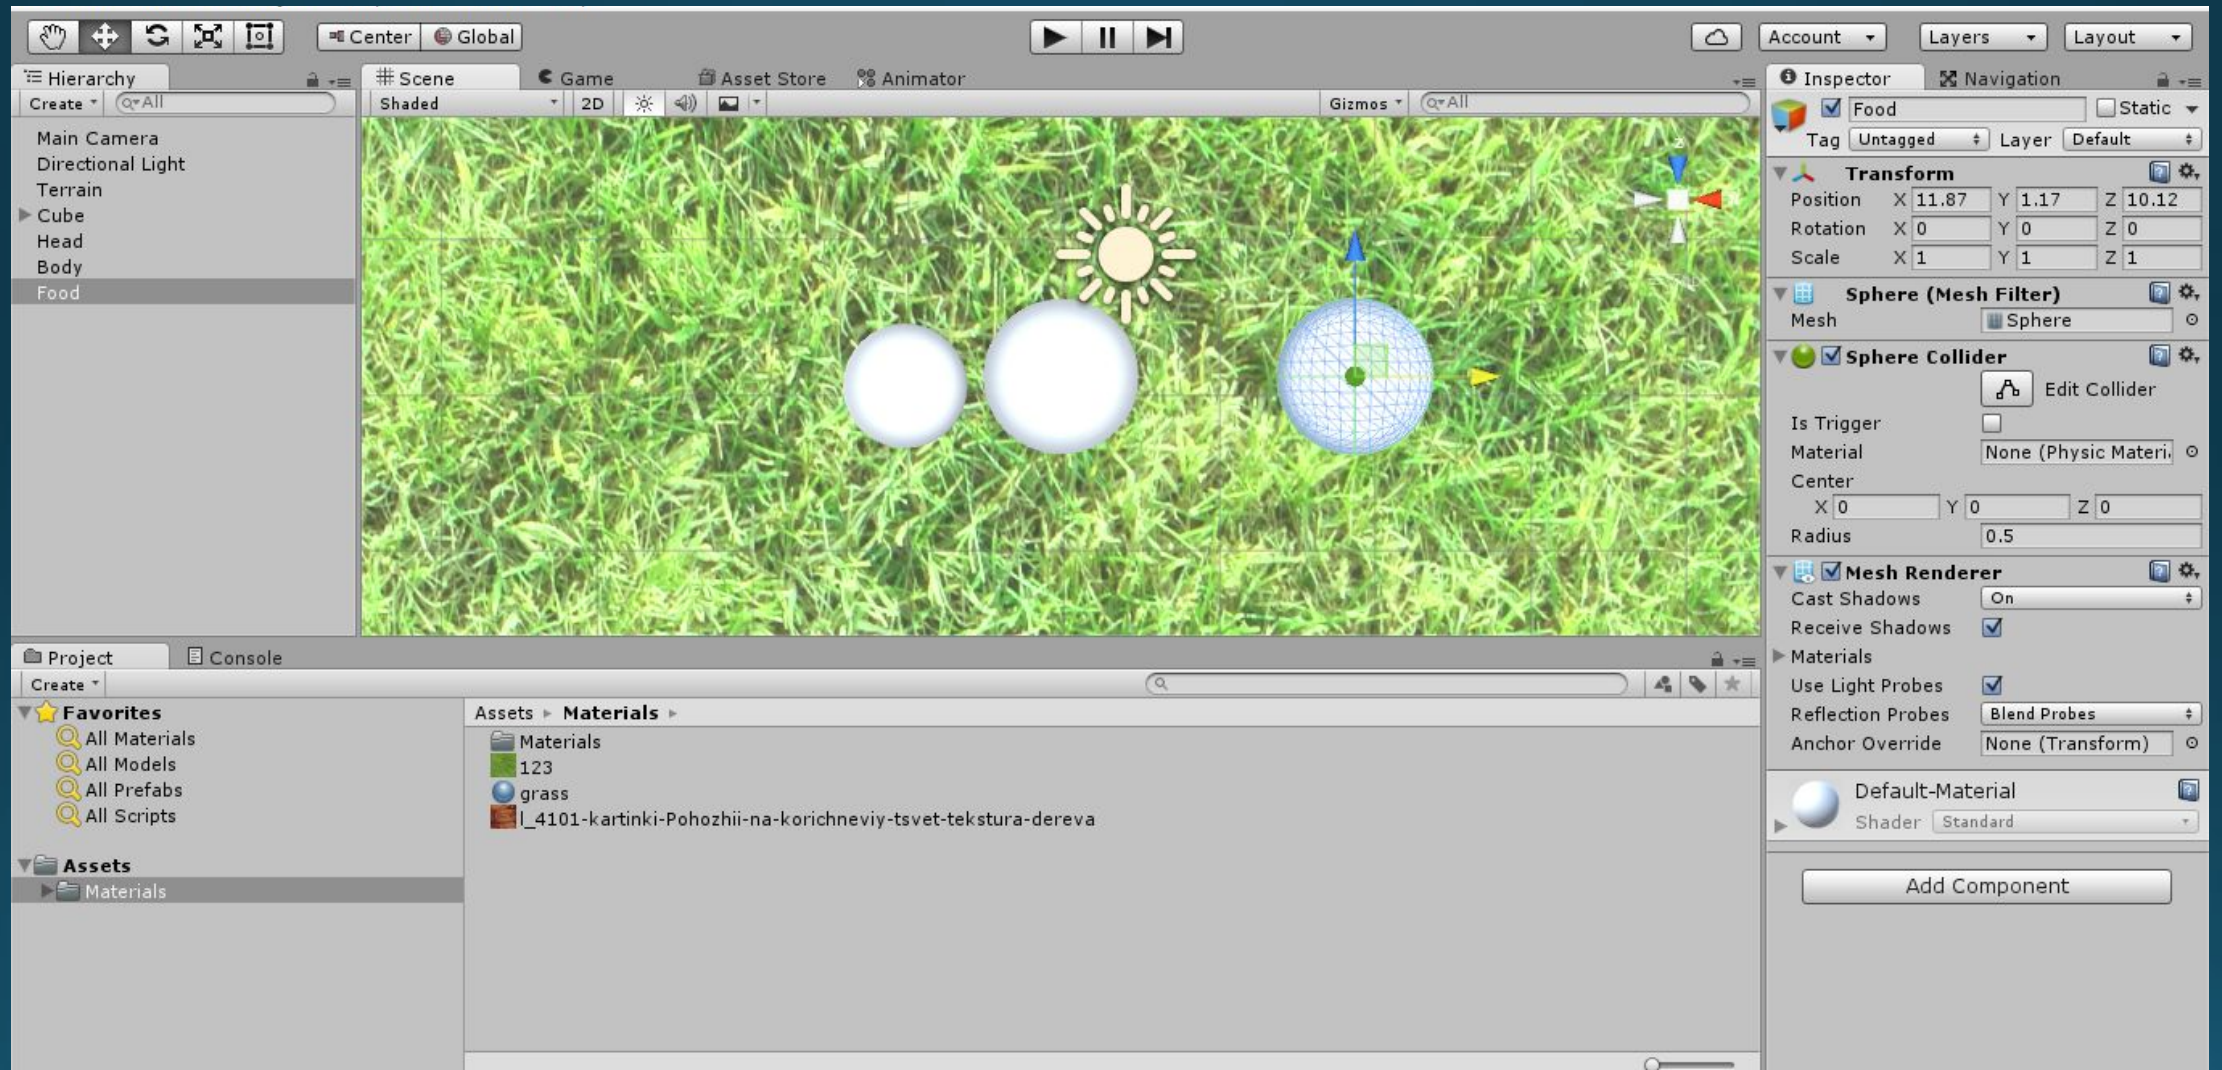 Center Global
Account Layers Layout
Hierarchy
Create All
Main Camera
Directional Light
Terrain
Cube
Head
Body
Food
Scene Game Asset Store Animator
Shaded 2D Gizmos All
Inspector Navigation
Food Static
Tag Untagged Layer Default
Transform
Position X 11.87 Y 1.17 Z 10.12
Rotation X 0 Y 0 Z 0
Scale X 1 Y 1 Z 1
Sphere (Mesh Filter)
Mesh Sphere
Sphere Collider
Edit Collider
Is Trigger
Material None (Physic Materi
Center
X 0 Y 0 Z 0
Radius 0.5
Mesh Renderer
Cast Shadows On
Receive Shadows
Materials
Use Light Probes
Reflection Probes Blend Probes
Anchor Override None (Transform)
Default-Material
Shader Standard
Add Component
Project Console
Create
Favorites
All Materials
All Models
All Prefabs
All Scripts
Assets
Materials
Assets Materials
Materials
123
grass
l_4101-kartinki-Pohozhii-na-korichneviy-tsvet-tekstura-dereva